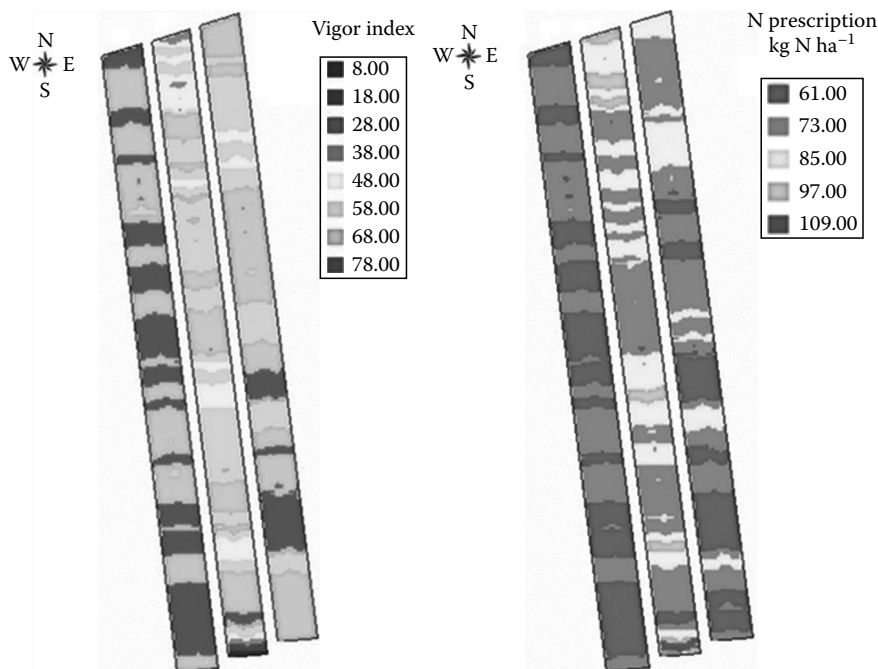 N
W E
S
Vigor index
8.00
18.00
28.00
38.00
48.00
58.00
68.00
78.00
N
W E
S
N prescription
kg N ha⁻¹
61.00
73.00
85.00
97.00
109.00